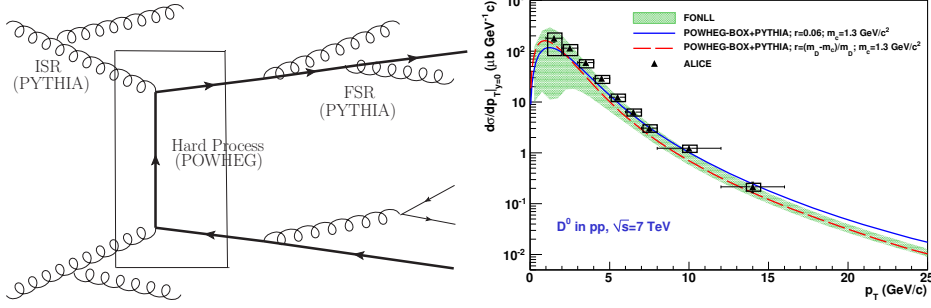 ISR
(PYTHIA)
Hard Process
(POWHEG)
FSR
(PYTHIA)
dσ/dp_T|_{y=0} (μb GeV⁻¹ c)
10
10²
10
1
10⁻¹
10⁻²
FONLL
POWHEG-BOX+PYTHIA; r=0.06; m_c=1.3 GeV/c²
POWHEG-BOX+PYTHIA; r=(m_D-m_c)/m_D; m_c=1.3 GeV/c²
ALICE
D⁰ in pp, √s=7 TeV
0 5 10 15 20 25
p_T (GeV/c)